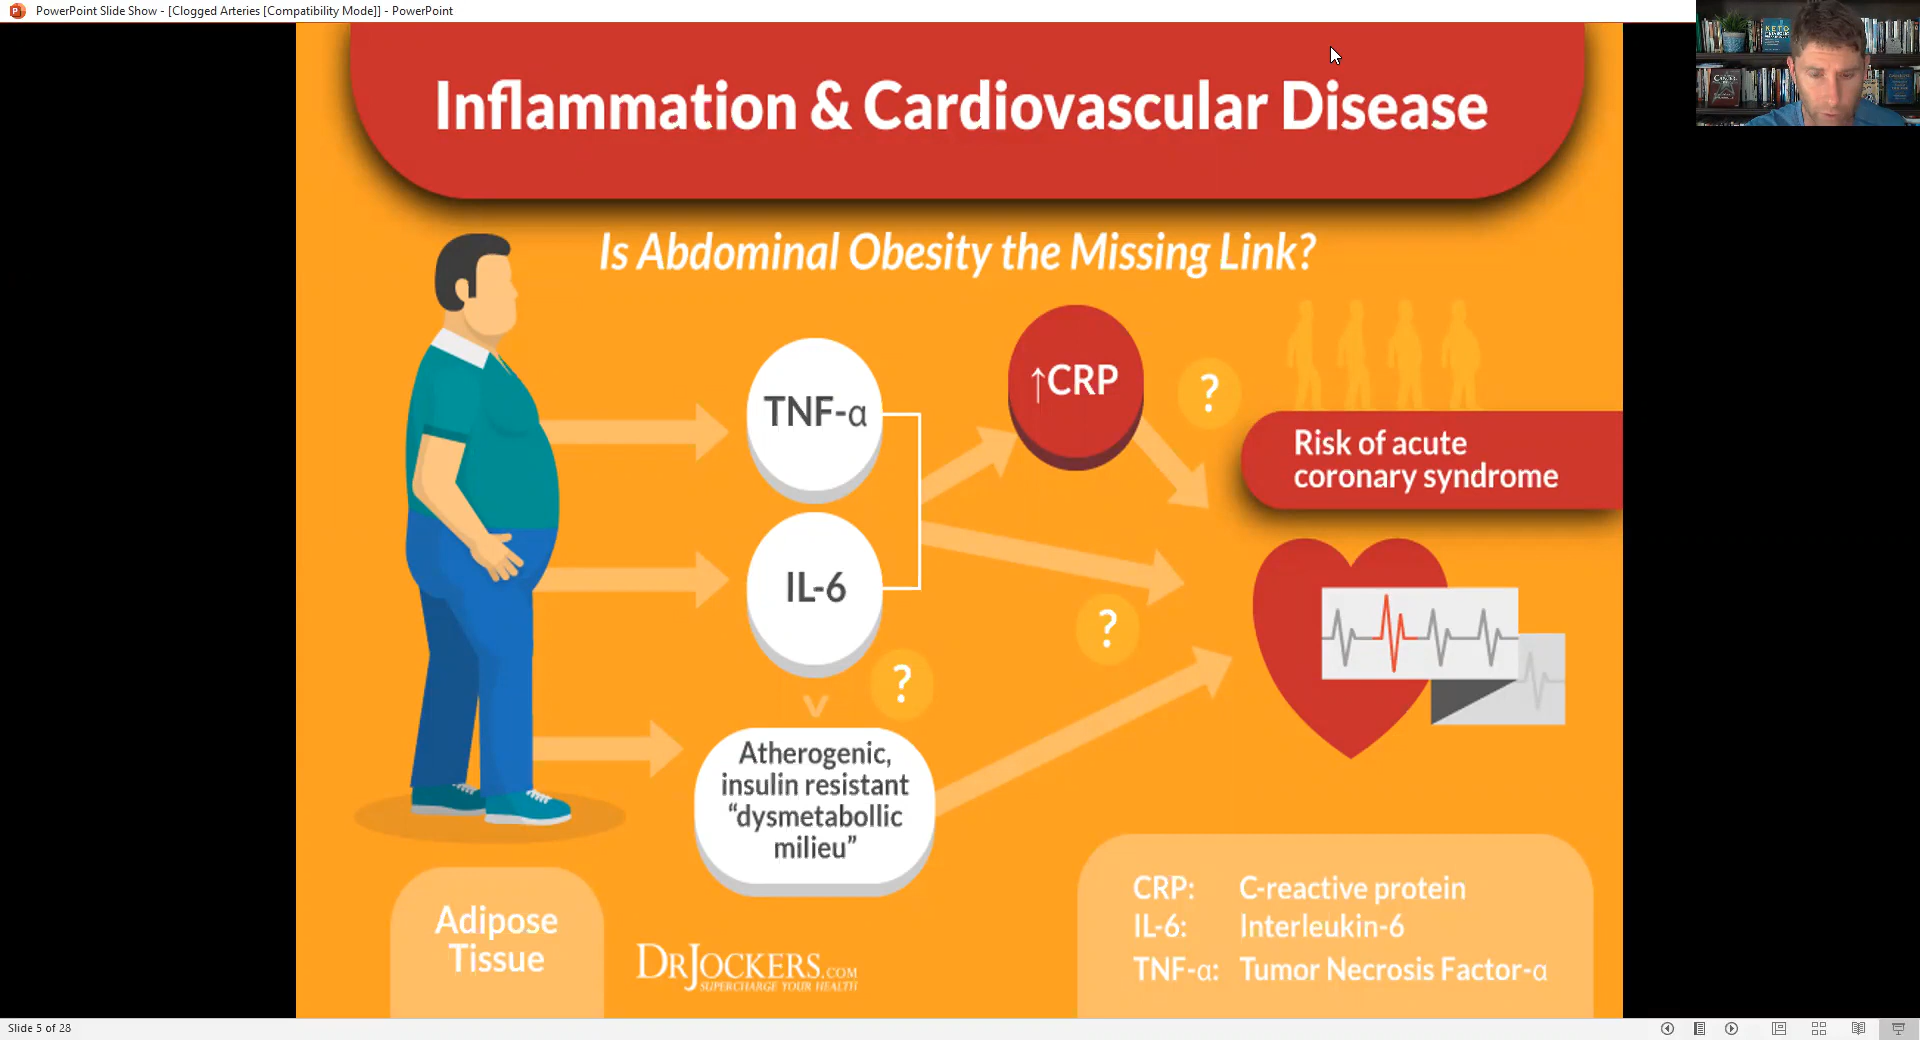 PowerPoint Slide Show - [Clogged Arteries [Compatibility Mode]] - PowerPoint
KETO
CANCER
Inflammation & Cardiovascular Disease
Is Abdominal Obesity the Missing Link?
↑CRP
?
TNF-α
Risk of acute
coronary syndrome
IL-6
?
?
Atherogenic,
insulin resistant
“dysmetabollic
milieu”
Adipose
Tissue
DRJOCKERS.COM
SUPERCHARGE YOUR HEALTH
CRP: C-reactive protein
IL-6: Interleukin-6
TNF-α: Tumor Necrosis Factor-α
Slide 5 of 28